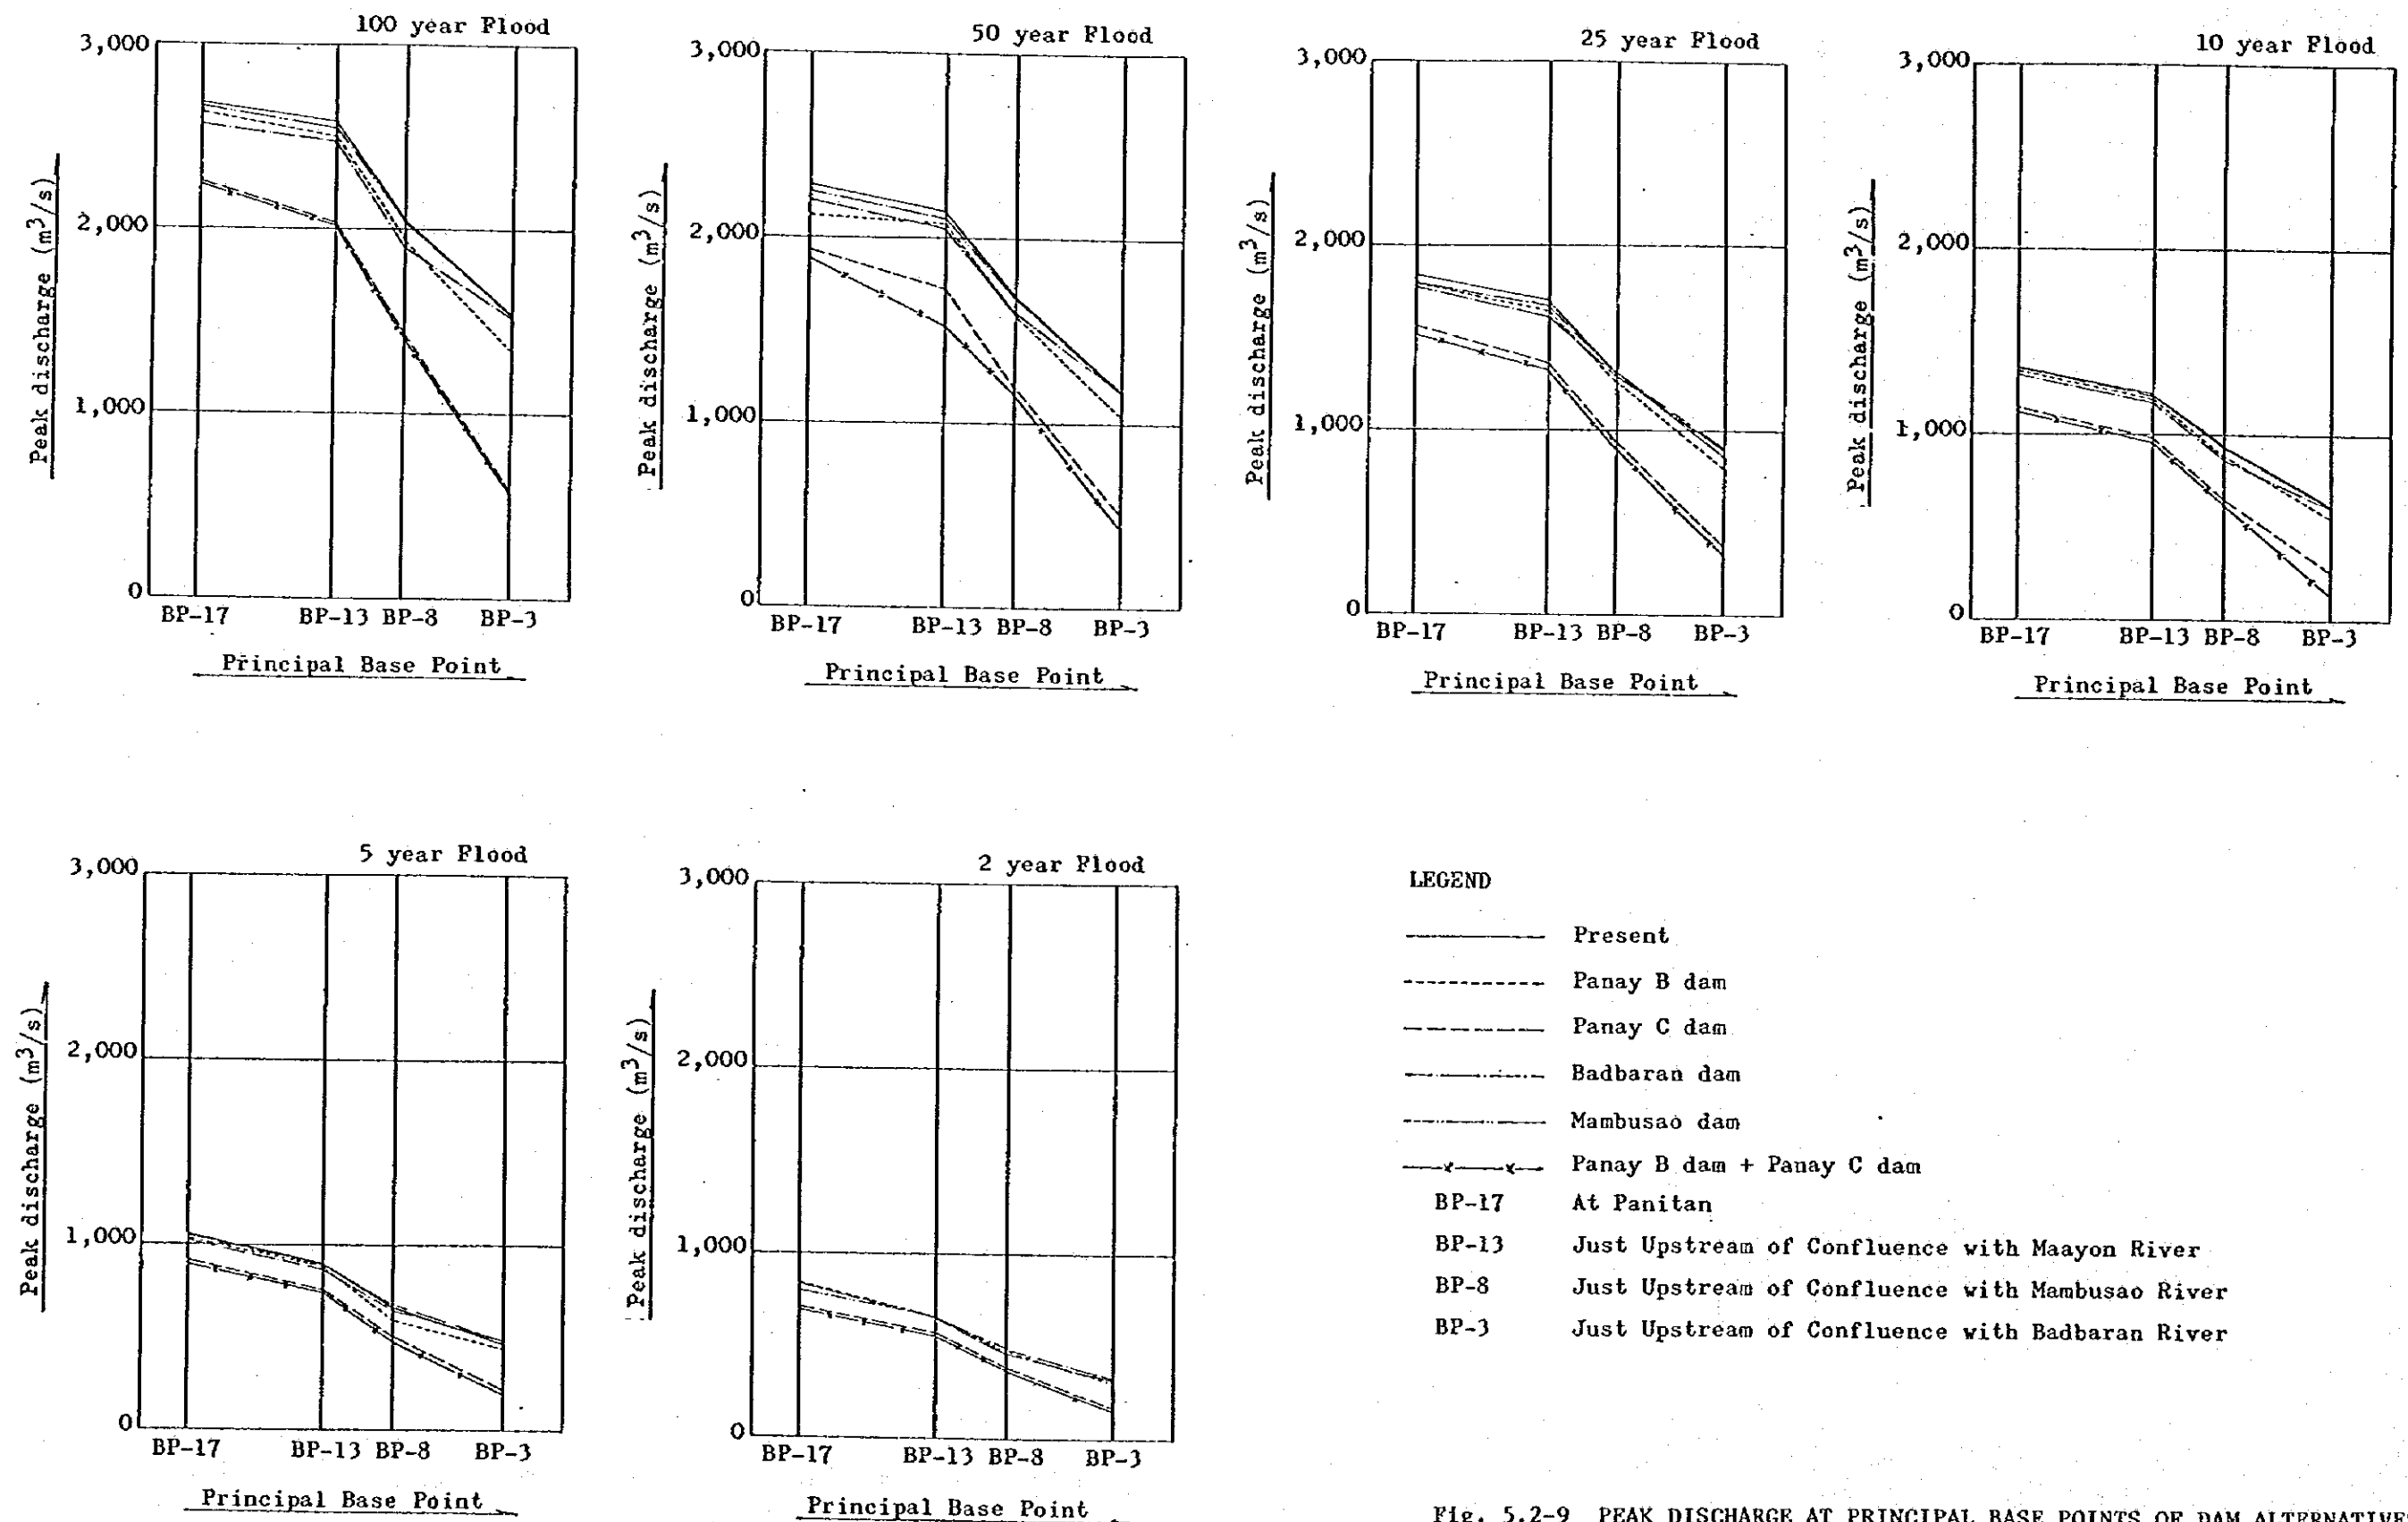 100 year Flood
3,000
2,000
1,000
0
Peak discharge (m³/s)
BP-17 BP-13 BP-8 BP-3
Principal Base Point
50 year Flood
3,000
2,000
1,000
0
Peak discharge (m³/s)
BP-17 BP-13 BP-8 BP-3
Principal Base Point
25 year Flood
3,000
2,000
1,000
0
Peak discharge (m³/s)
BP-17 BP-13 BP-8 BP-3
Principal Base Point
10 year Flood
3,000
2,000
1,000
0
Peak discharge (m³/s)
BP-17 BP-13 BP-8 BP-3
Principal Base Point
5 year Flood
3,000
2,000
1,000
0
Peak discharge (m³/s)
BP-17 BP-13 BP-8 BP-3
Principal Base Point
2 year Flood
3,000
2,000
1,000
0
Peak discharge (m³/s)
BP-17 BP-13 BP-8 BP-3
Principal Base Point
LEGEND
Present
Panay B dam
Panay C dam
Badbaran dam
Mambusao dam
Panay B dam + Panay C dam
BP-17 At Panitan
BP-13 Just Upstream of Confluence with Maayon River
BP-8 Just Upstream of Confluence with Mambusao River
BP-3 Just Upstream of Confluence with Badbaran River
Fig. 5.2-9 PEAK DISCHARGE AT PRINCIPAL BASE POINTS OF DAM ALTERNATIVE